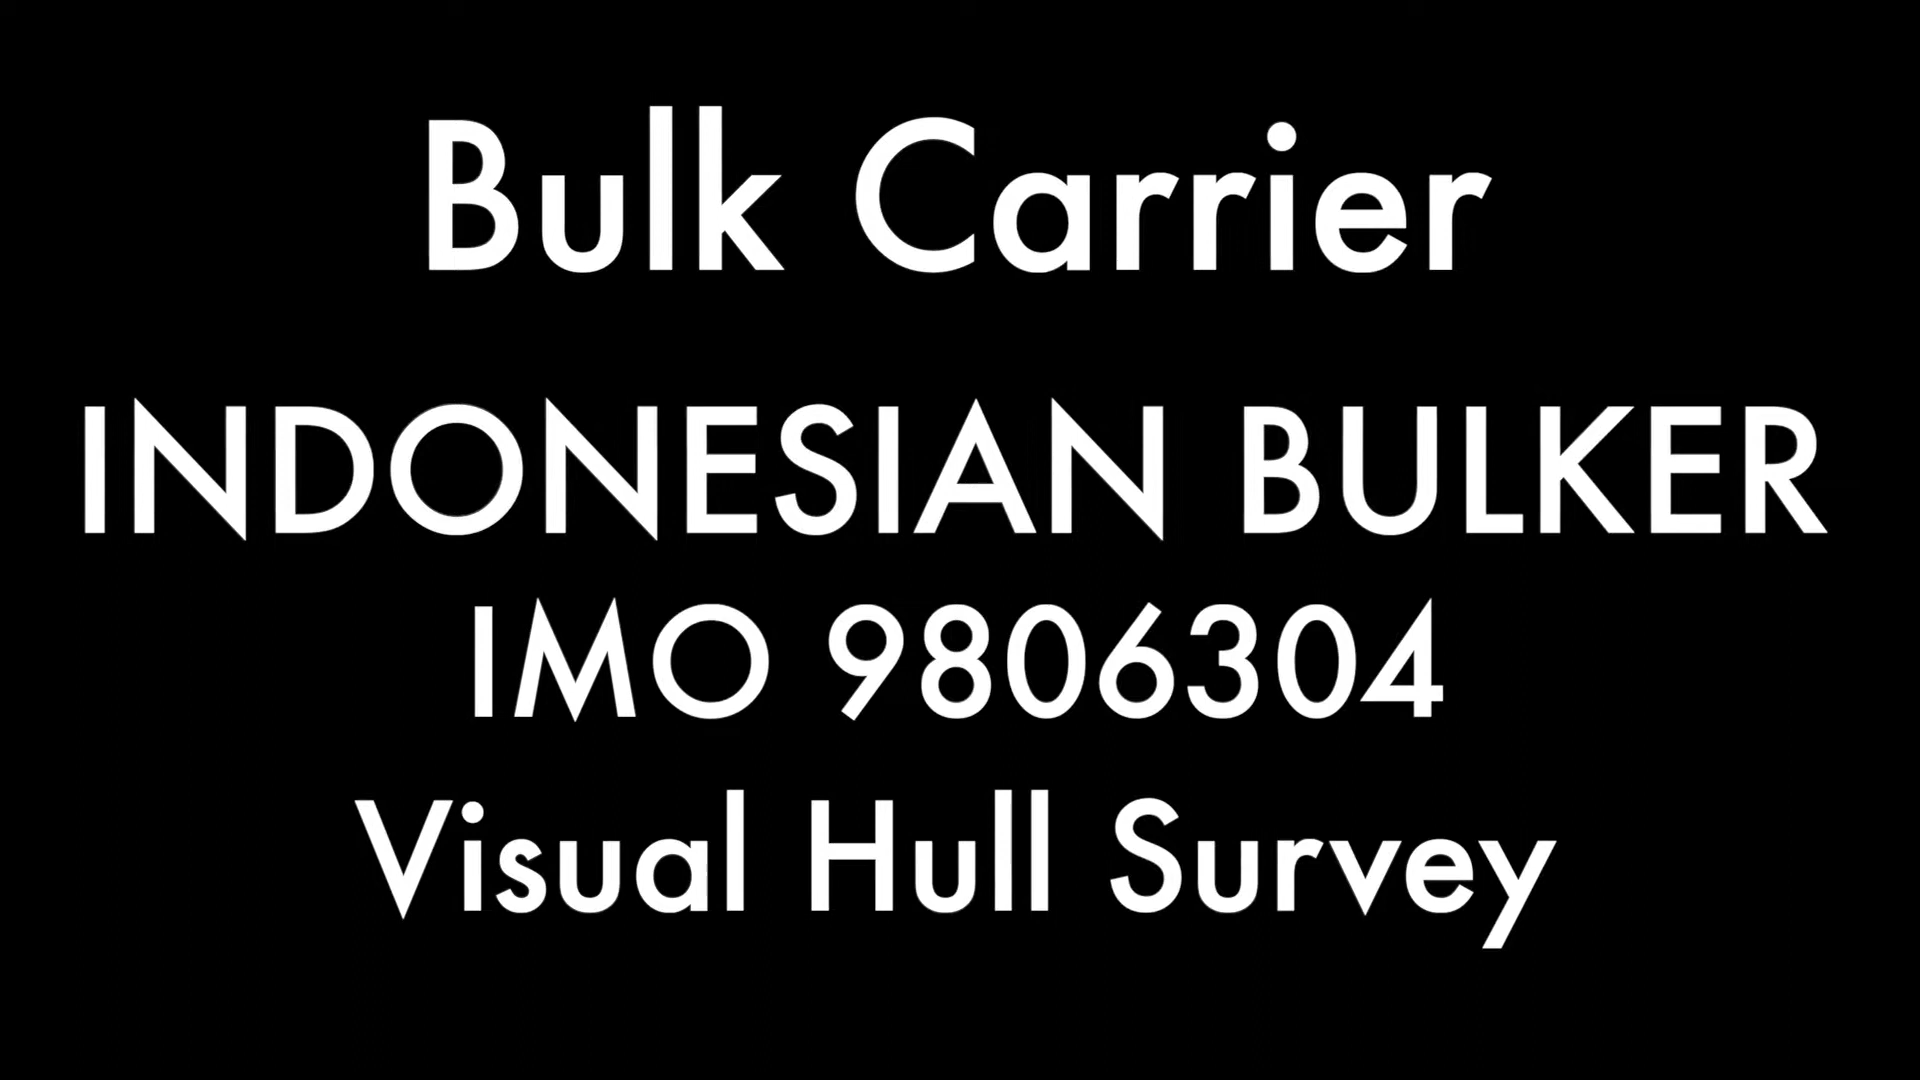 Bulk Carrier
INDONESIAN BULKER
IMO 9806304
Visual Hull Survey